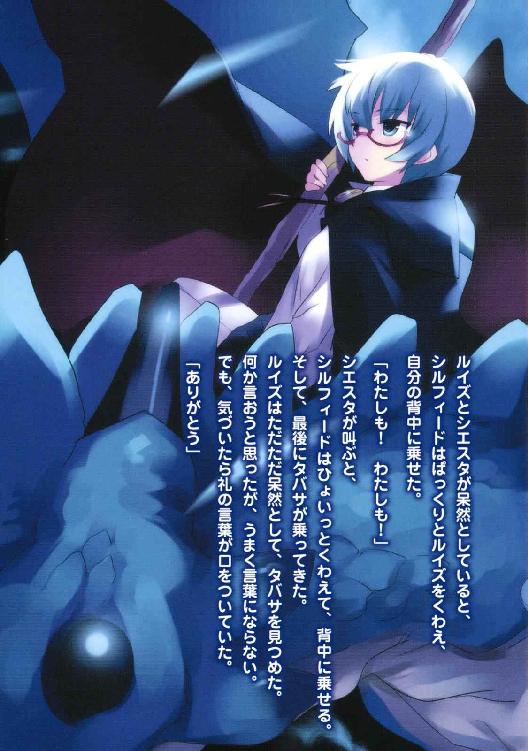 ルイズとシエスタが呆然としていると、
シルフィードはぱっくりとルイズをくわえ、
自分の背中に乗せた。
「わたしも！　わたしも！」
シエスタが叫ぶと、
シルフィードはひょいっとくわえて、背中に乗せる。
そして、最後にタバサが乗ってきた。
ルイズはただただ呆然として、タバサを見つめた。
何か言おうと思ったが、うまく言葉にならない。
でも、気づいたら礼の言葉が口をついていた。
「ありがとう」